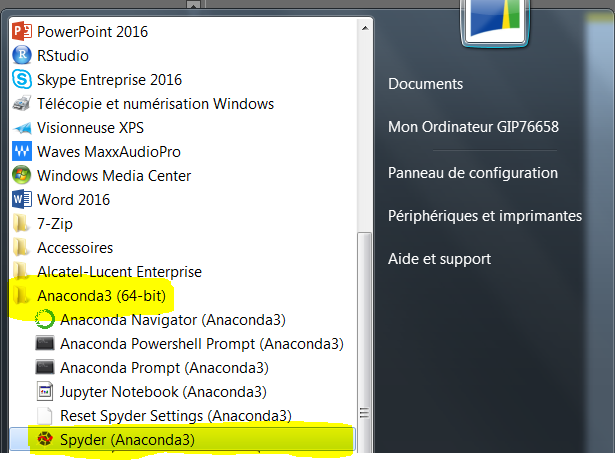 PowerPoint 2016
RStudio
Skype Entreprise 2016
Télécopie et numérisation Windows
Visionneuse XPS
Waves MaxxAudioPro
Windows Media Center
Word 2016
7-Zip
Accessoires
Alcatel-Lucent Enterprise
Anaconda3 (64-bit)
Anaconda Navigator (Anaconda3)
Anaconda Powershell Prompt (Anaconda3)
Anaconda Prompt (Anaconda3)
Jupyter Notebook (Anaconda3)
Reset Spyder Settings (Anaconda3)
Spyder (Anaconda3)
Documents
Mon Ordinateur GIP76658
Panneau de configuration
Périphériques et imprimantes
Aide et support